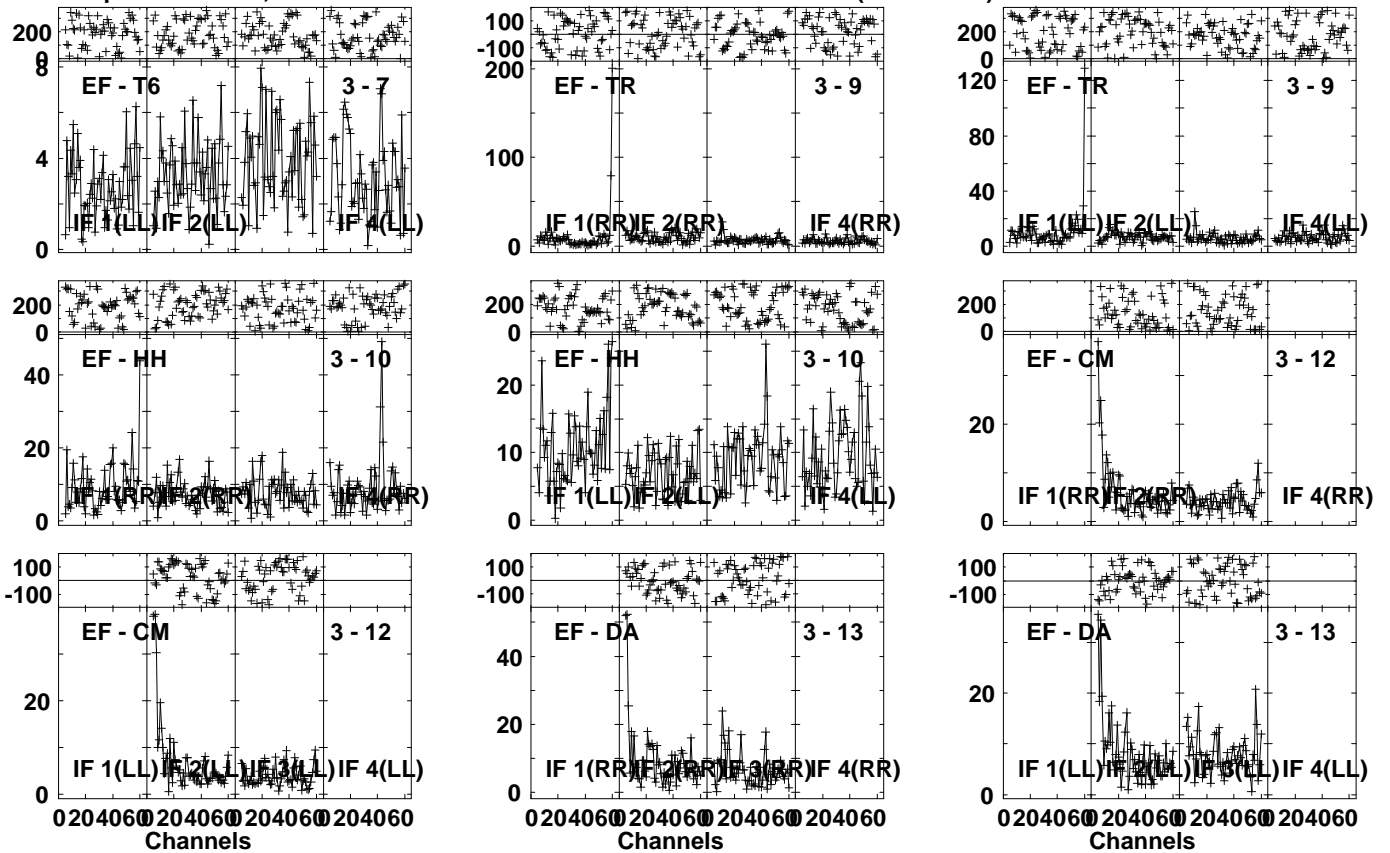 200
0
8
6
4
2
0
EF - T6
3 - 7
IF 1(LL)
IF 2(LL)
IF 4(LL)
100
-100
200
100
0
EF - TR
3 - 9
IF 1(RR)
IF 2(RR)
IF 4(RR)
200
0
120
80
40
0
EF - TR
3 - 9
IF 1(LL)
IF 2(LL)
IF 4(LL)
200
0
40
20
0
EF - HH
3 - 10
IF 1(RR)
IF 2(RR)
IF 4(RR)
200
0
20
10
0
EF - HH
3 - 10
IF 1(LL)
IF 2(LL)
IF 4(LL)
200
0
20
0
EF - CM
3 - 12
IF 1(RR)
IF 2(RR)
IF 4(RR)
100
-100
20
0
EF - CM
3 - 12
IF 1(LL)
IF 2(LL)
IF 3(LL)
IF 4(LL)
0 20 40 60 0 20 40 60 0 20 40 60 0 20 40 60
Channels
100
-100
40
20
0
EF - DA
3 - 13
IF 1(RR)
IF 2(RR)
IF 3(RR)
IF 4(RR)
0 20 40 60 0 20 40 60 0 20 40 60 0 20 40 60
Channels
100
-100
20
0
EF - DA
3 - 13
IF 1(LL)
IF 2(LL)
IF 3(LL)
IF 4(LL)
0 20 40 60 0 20 40 60 0 20 40 60 0 20 40 60
Channels